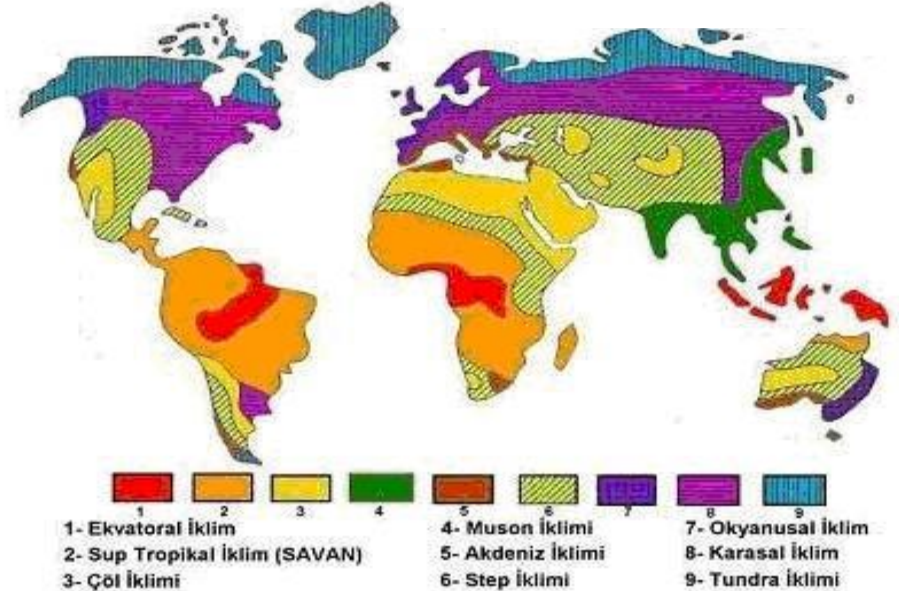 1 2 3 4 5 6 7 8 9
1- Ekvatoral İklim
2- Sup Tropikal İklim (SAVAN)
3- Çöl İklimi
4- Muson İklimi
5- Akdeniz İklimi
6- Step İklimi
7- Okyanusal İklim
8- Karasal İklim
9- Tundra İklimi